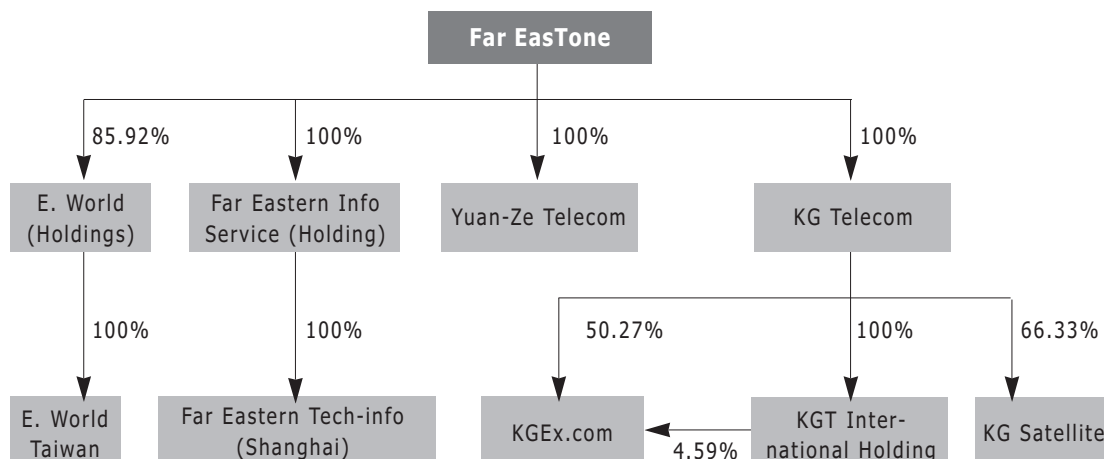 Far EasTone
85.92%
100%
100%
100%
E. World
(Holdings)
Far Eastern Info
Service (Holding)
Yuan-Ze Telecom
KG Telecom
100%
100%
50.27%
100%
66.33%
E. World
Taiwan
Far Eastern Tech-info
(Shanghai)
KGEx.com
4.59%
KGT Inter-
national Holding
KG Satellite